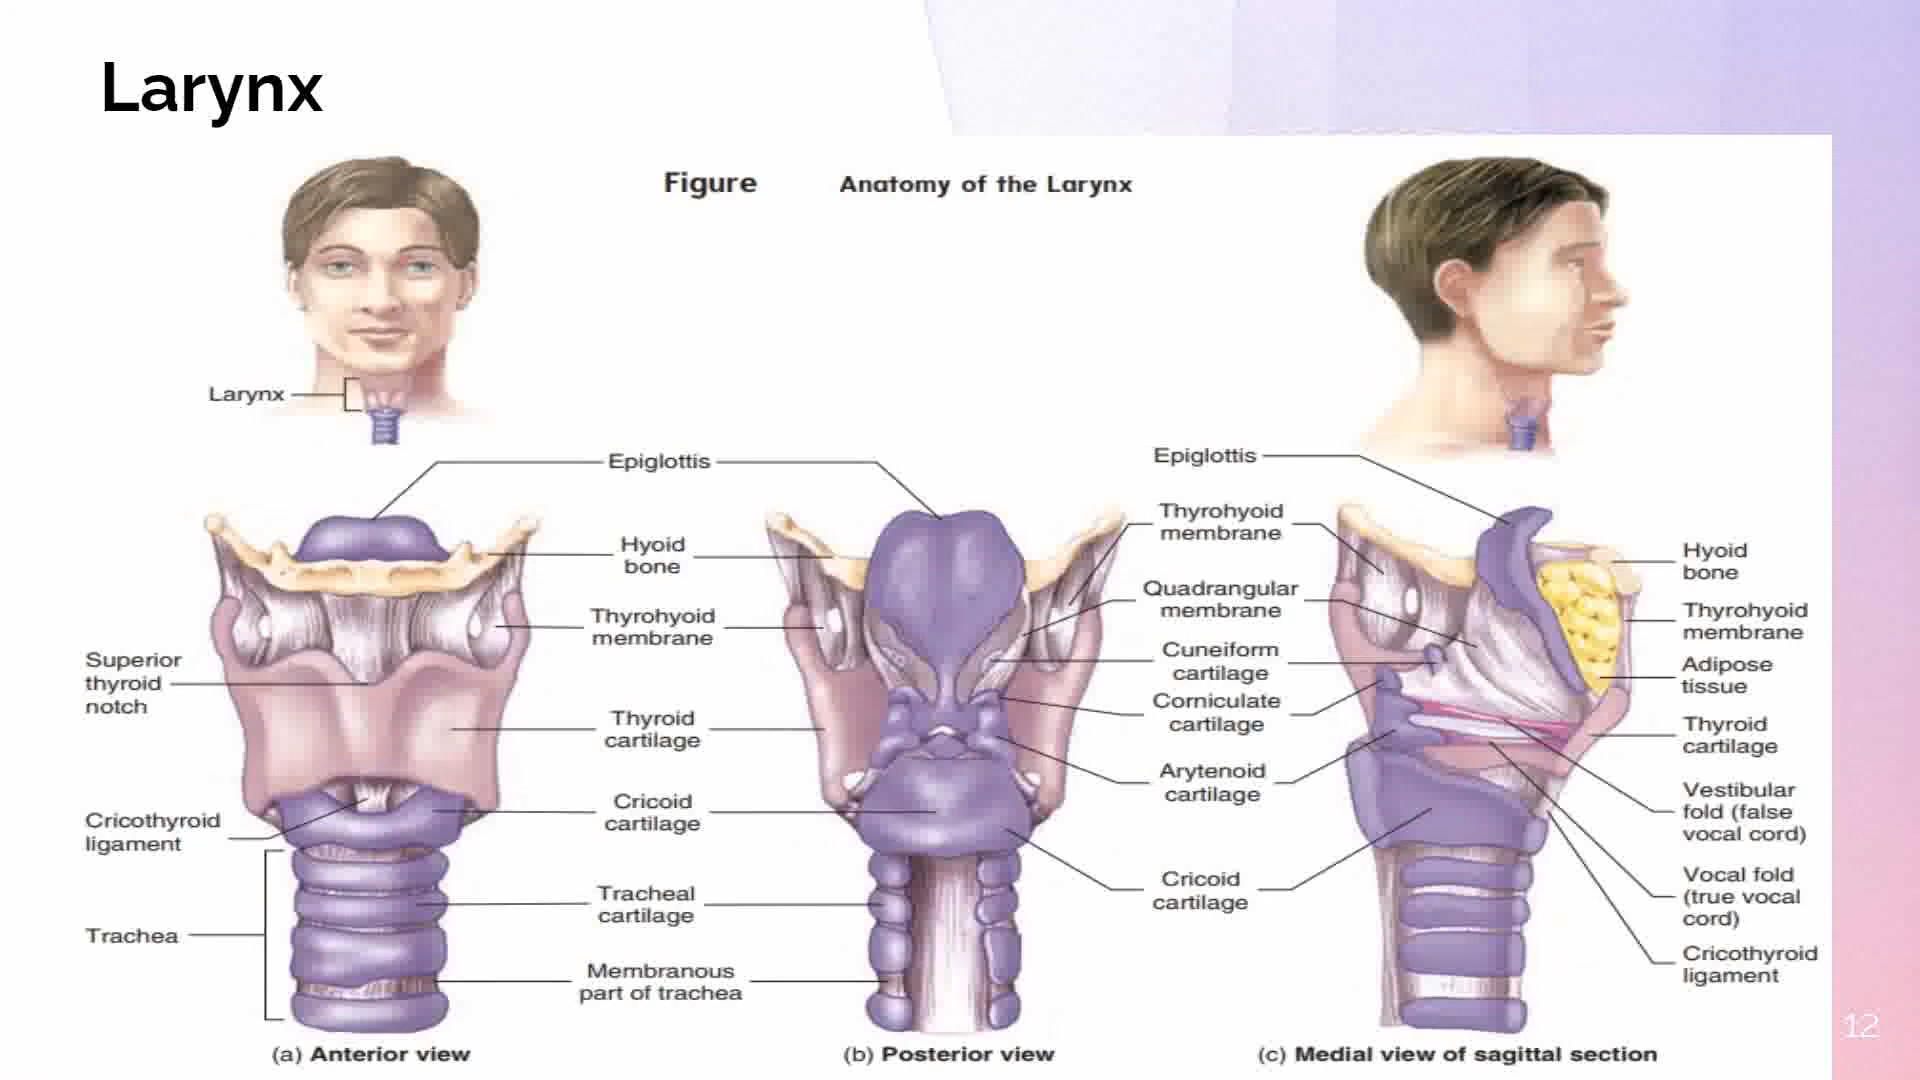 Larynx
Figure Anatomy of the Larynx
Larynx
Epiglottis
Epiglottis
Hyoid
bone
Thyrohyoid
membrane
Superior
thyroid
notch
Thyroid
cartilage
Cricothyroid
ligament
Cricoid
cartilage
Tracheal
cartilage
Trachea
Membranous
part of trachea
Thyrohyoid
membrane
Quadrangular
membrane
Cuneiform
cartilage
Corniculate
cartilage
Arytenoid
cartilage
Cricoid
cartilage
Hyoid
bone
Thyrohyoid
membrane
Adipose
tissue
Thyroid
cartilage
Vestibular
fold (false
vocal cord)
Vocal fold
(true vocal
cord)
Cricothyroid
ligament
(a) Anterior view
(b) Posterior view
(c) Medial view of sagittal section
12